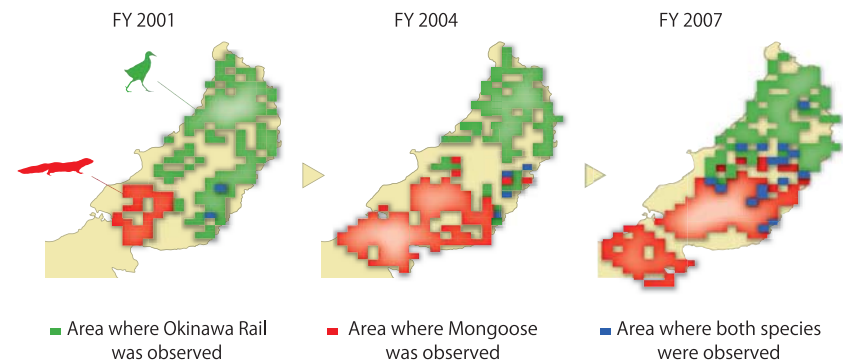 FY 2001
FY 2004
FY 2007
Area where Okinawa Rail
was observed
Area where Mongoose
was observed
Area where both species
were observed